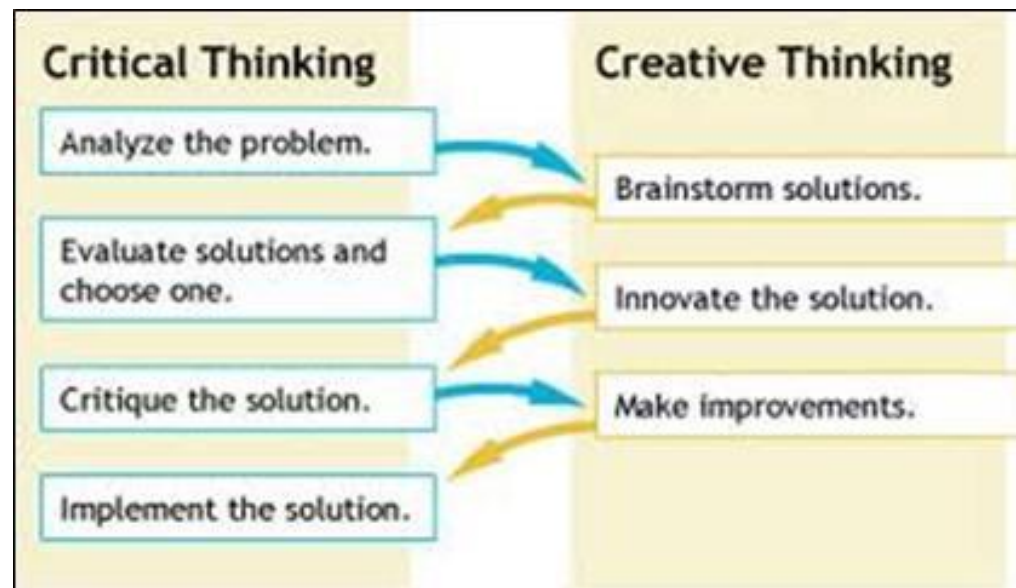 Critical Thinking
Creative Thinking
Analyze the problem.
Brainstorm solutions.
Evaluate solutions and
choose one.
Innovate the solution.
Critique the solution.
Make improvements.
Implement the solution.